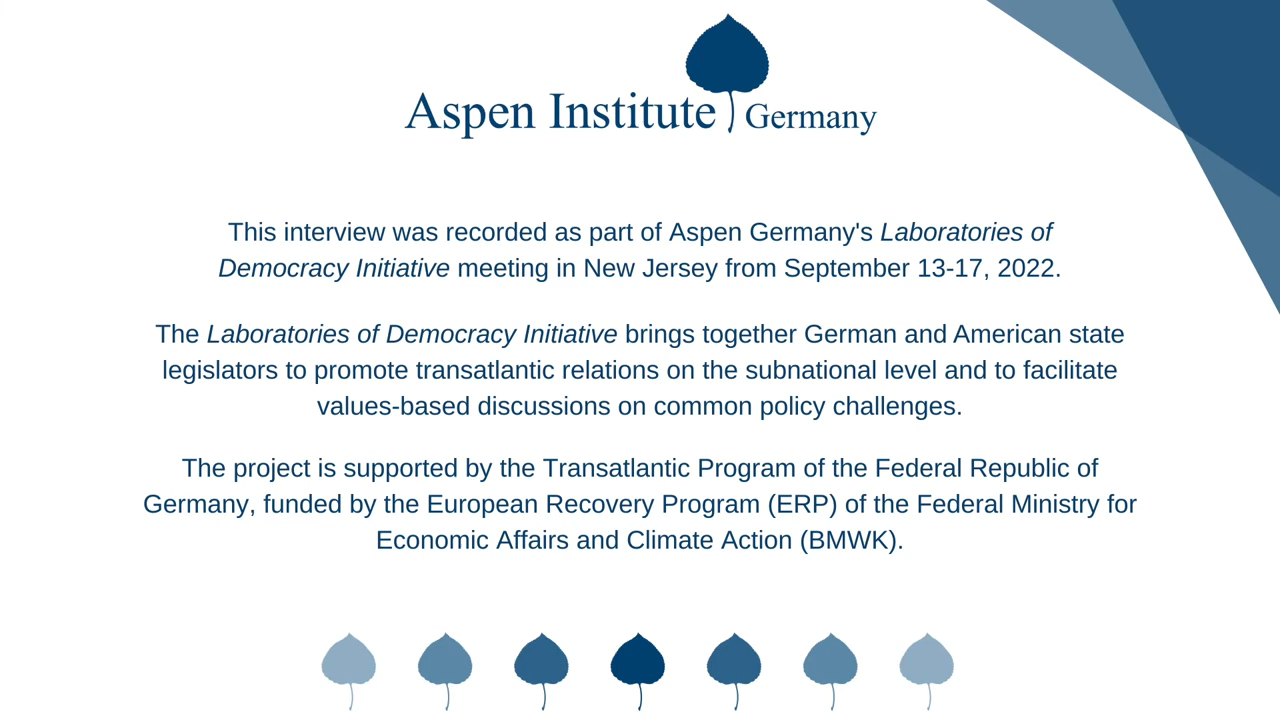 Aspen Institute Germany
This interview was recorded as part of Aspen Germany's Laboratories of
Democracy Initiative meeting in New Jersey from September 13-17, 2022.
The Laboratories of Democracy Initiative brings together German and American state
legislators to promote transatlantic relations on the subnational level and to facilitate
values-based discussions on common policy challenges.
The project is supported by the Transatlantic Program of the Federal Republic of
Germany, funded by the European Recovery Program (ERP) of the Federal Ministry for
Economic Affairs and Climate Action (BMWK).